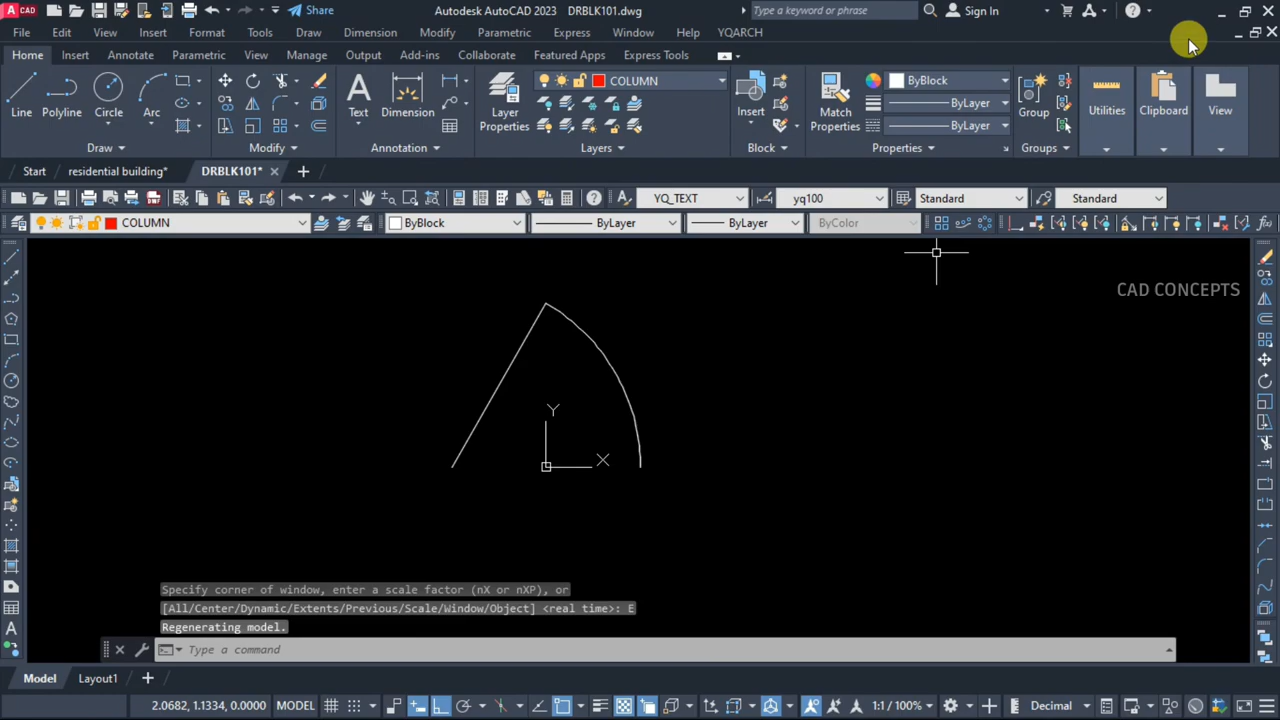 CAD
Share
Autodesk AutoCAD 2023 DRBLK101.dwg
Type a keyword or phrase
Sign In
File Edit View Insert Format Tools Draw Dimension Modify Parametric Express Window Help YQARCH
Home Insert Annotate Parametric View Manage Output Add-ins Collaborate Featured Apps Express Tools
Line Polyline Circle Arc
Text Dimension
Layer Properties
COLUMN
Insert
Match Properties
ByBlock
ByLayer
ByLayer
Group Utilities Clipboard View
Draw Modify Annotation Layers Block Properties Groups
Start residential building* DRBLK101*
YQ_TEXT yq100 Standard Standard
COLUMN ByBlock ByLayer ByLayer ByColor
CAD CONCEPTS
Y
X
Specify corner of window, enter a scale factor (nX or nXP), or
[All/Center/Dynamic/Extents/Previous/Scale/Window/Object] <real time>: E
Regenerating model.
Type a command
Model Layout1
2.0682, 1.1334, 0.0000 MODEL 1:1 / 100% Decimal